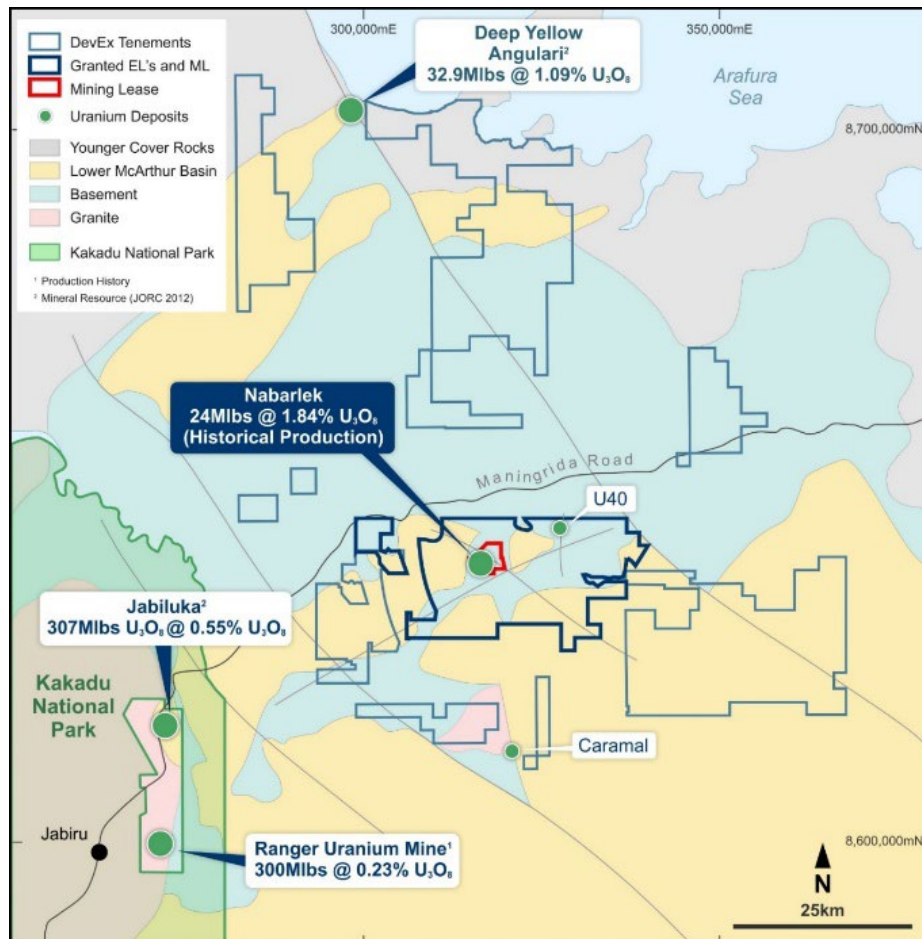 DevEx Tenements
Granted EL's and ML
Mining Lease
Uranium Deposits
Younger Cover Rocks
Lower McArthur Basin
Basement
Granite
Kakadu National Park
¹ Production History
² Mineral Resource (JORC 2012)
300,000mE
350,000mE
Deep Yellow
Angulari²
32.9Mlbs @ 1.09% U₃O₈
Arafura
Sea
8,700,000mN
Nabarlek
24Mlbs @ 1.84% U₃O₈
(Historical Production)
Maningrida Road
U40
Jabiluka²
307Mlbs U₃O₈ @ 0.55% U₃O₈
Kakadu
National
Park
Caramal
Jabiru
Ranger Uranium Mine¹
300Mlbs @ 0.23% U₃O₈
8,600,000mN
N
25km